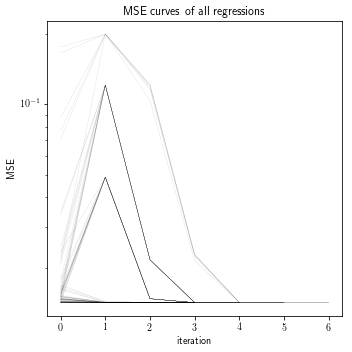 MSE curves of all regressions
MSE
10⁻¹
0 1 2 3 4 5 6
iteration